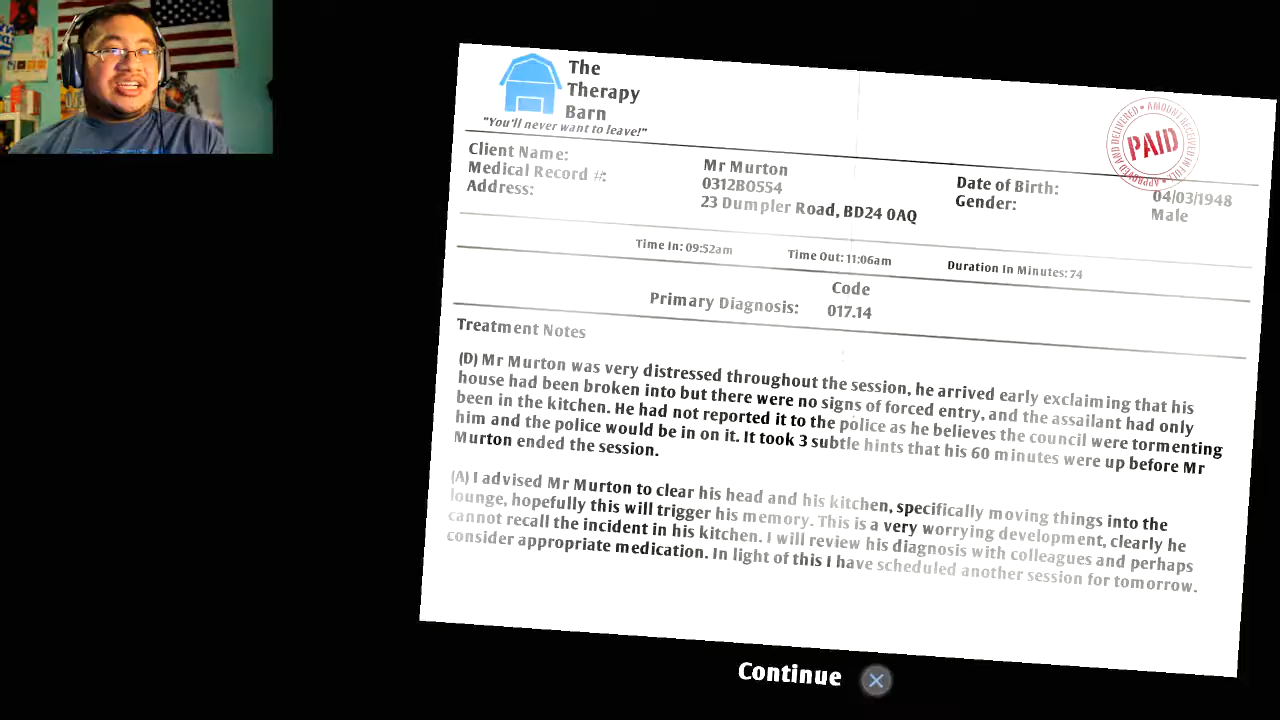 The
Therapy
Barn
"You'll never want to leave!"
AMOUNT RECEIVED IN FULL • APPROVED AND DELIVERED •
PAID
Client Name: Mr Murton Date of Birth: 04/03/1948
Medical Record #: 0312BO554 Gender: Male
Address: 23 Dumpler Road, BD24 0AQ
Time In: 09:52am Time Out: 11:06am Duration In Minutes: 74
Code
Primary Diagnosis: 017.14
Treatment Notes
(D) Mr Murton was very distressed throughout the session, he arrived early exclaiming that his
house had been broken into but there were no signs of forced entry, and the assailant had only
been in the kitchen. He had not reported it to the police as he believes the council were tormenting
him and the police would be in on it. It took 3 subtle hints that his 60 minutes were up before Mr
Murton ended the session.
(A) I advised Mr Murton to clear his head and his kitchen, specifically moving things into the
lounge, hopefully this will trigger his memory. This is a very worrying development, clearly he
cannot recall the incident in his kitchen. I will review his diagnosis with colleagues and perhaps
consider appropriate medication. In light of this I have scheduled another session for tomorrow.
Continue